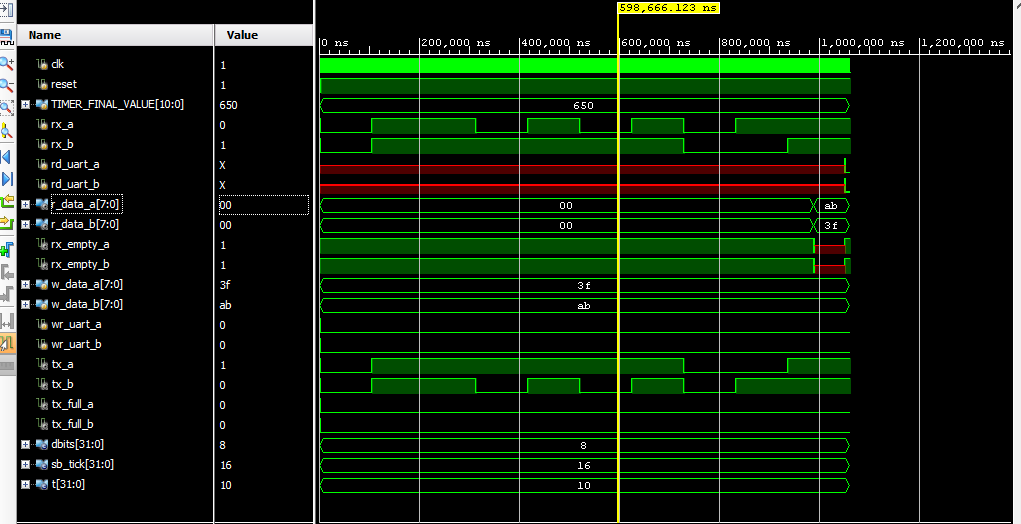 598,666.123 ns
Name Value
0 ns 200,000 ns 400,000 ns 600,000 ns 800,000 ns 1,000,000 ns 1,200,000 ns
clk 1
reset 1
TIMER_FINAL_VALUE[10:0] 650 650
rx_a 0
rx_b 1
rd_uart_a X
rd_uart_b X
r_data_a[7:0] 00 00 ab
r_data_b[7:0] 00 00 3f
rx_empty_a 1
rx_empty_b 1
w_data_a[7:0] 3f 3f
w_data_b[7:0] ab ab
wr_uart_a 0
wr_uart_b 0
tx_a 1
tx_b 0
tx_full_a 0
tx_full_b 0
dbits[31:0] 8 8
sb_tick[31:0] 16 16
t[31:0] 10 10